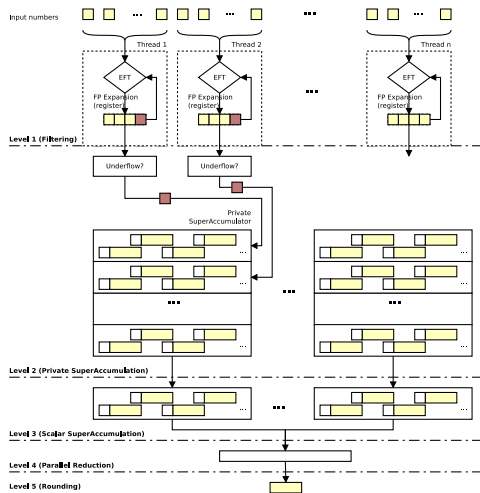 Input numbers
...
...
...
Thread 1
Thread 2
Thread n
EFT
EFT
EFT
FP Expansion
(register)
FP Expansion
(register)
FP Expansion
(register)
...
Level 1 (Filtering)
Underflow?
Underflow?
Private
SuperAccumulator
...
...
...
...
...
...
...
...
...
Level 2 (Private SuperAccumulation)
...
...
...
Level 3 (Scalar SuperAccumulation)
Level 4 (Parallel Reduction)
Level 5 (Rounding)